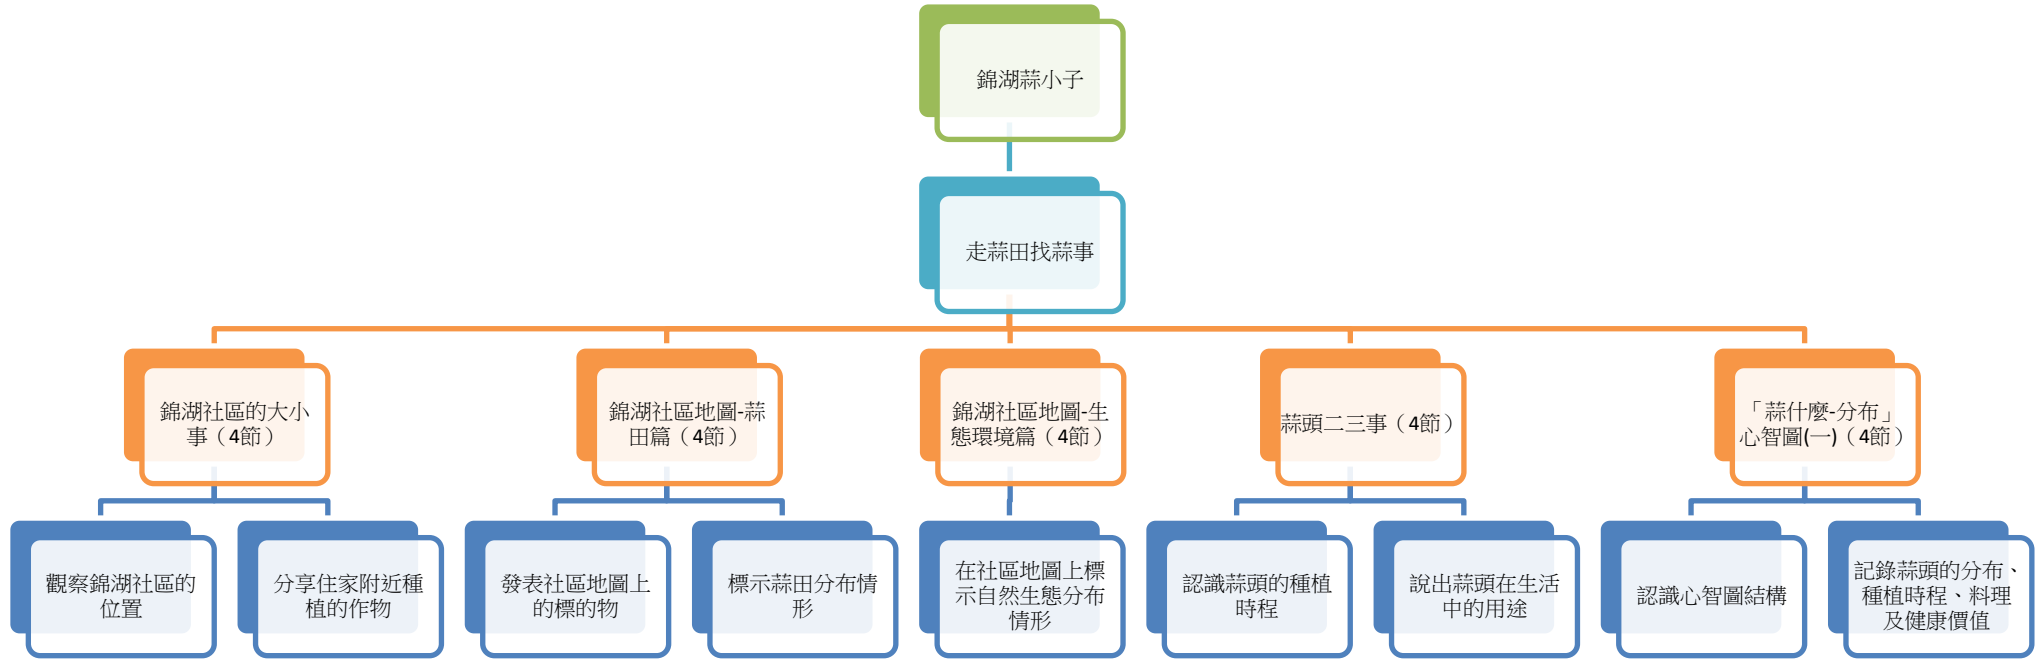 錦湖蒜小子
走蒜田找蒜事
錦湖社區的大小
事（4節）
錦湖社區地圖-蒜
田篇（4節）
錦湖社區地圖-生
態環境篇（4節）
蒜頭二三事（4節）
「蒜什麼-分布」
心智圖(一)（4節）
觀察錦湖社區的
位置
分享住家附近種
植的作物
發表社區地圖上
的標的物
標示蒜田分布情
形
在社區地圖上標
示自然生態分布
情形
認識蒜頭的種植
時程
說出蒜頭在生活
中的用途
認識心智圖結構
記錄蒜頭的分布、
種植時程、料理
及健康價值